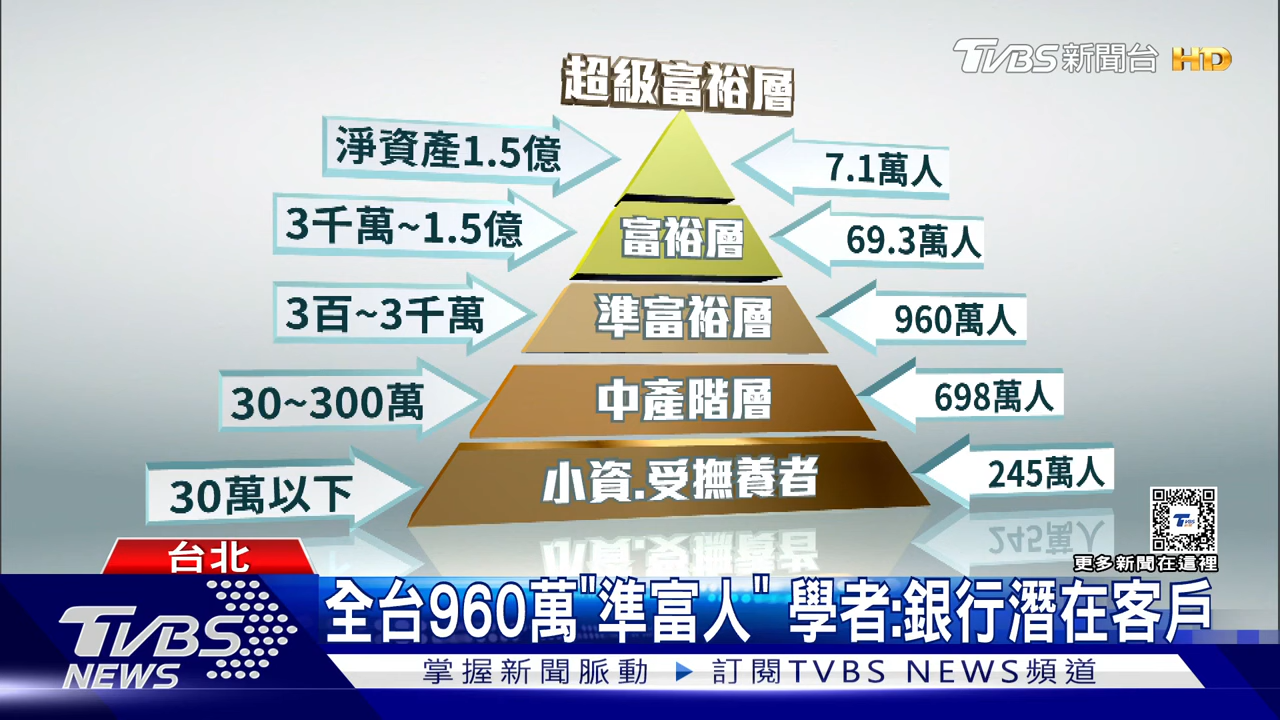 TVBS新聞台 HD
超級富裕層
淨資產1.5億
7.1萬人
3千萬~1.5億
富裕層
69.3萬人
3百~3千萬
準富裕層
960萬人
30~300萬
中產階層
698萬人
30萬以下
小資.受撫養者
245萬人
TVBS
更多新聞在這裡
台北
全台960萬"準富人" 學者:銀行潛在客戶
TVBS NEWS
掌握新聞脈動 ▶ 訂閱TVBS NEWS頻道